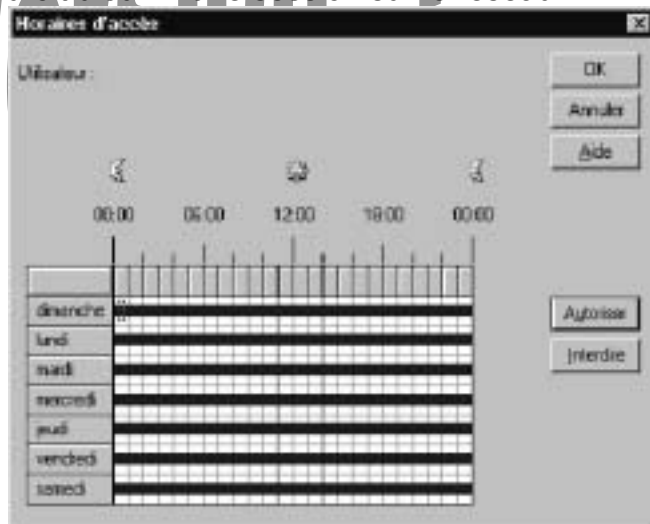 Horaires d'accès
Utilisateur :
OK
Annuler
Aide
00:00 06:00 12:00 18:00 00:00
dimanche
lundi
mardi
mercredi
jeudi
vendredi
samedi
Autoriser
Interdire